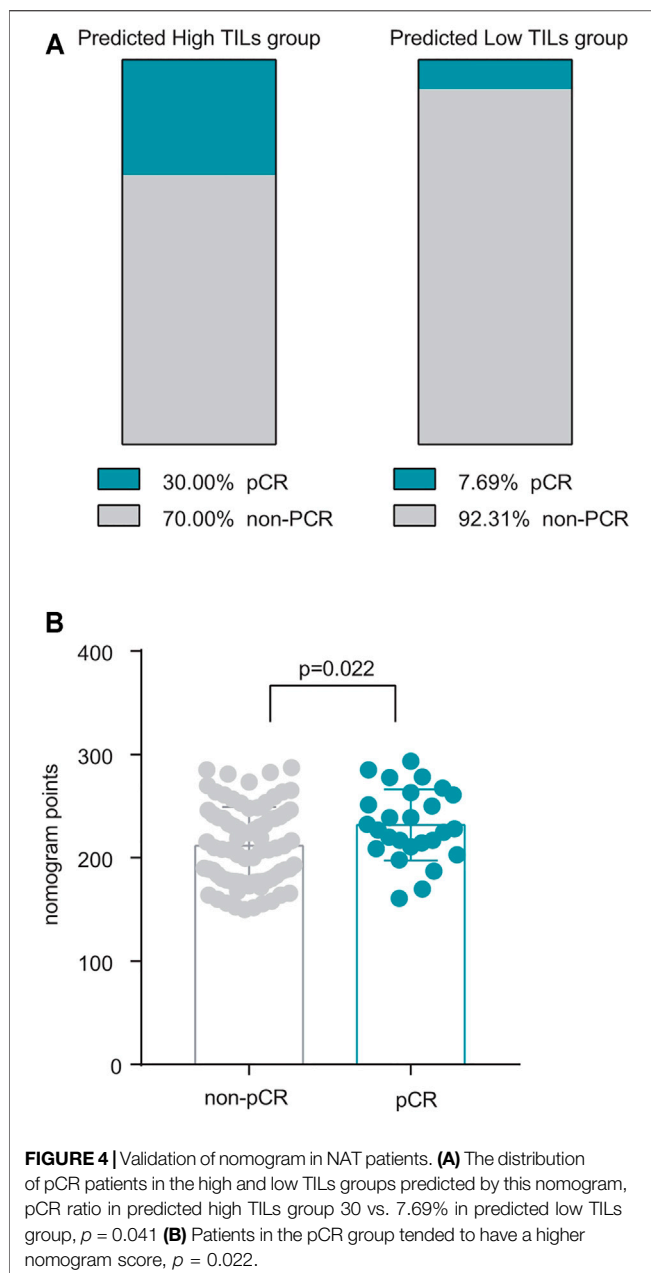 A
Predicted High TILs group
Predicted Low TILs group
30.00% pCR
70.00% non-PCR
7.69% pCR
92.31% non-PCR
B
400
300
200
100
0
nomogram points
p=0.022
non-pCR
pCR
FIGURE 4 | Validation of nomogram in NAT patients. (A) The distribution
of pCR patients in the high and low TILs groups predicted by this nomogram,
pCR ratio in predicted high TILs group 30 vs. 7.69% in predicted low TILs
group, p = 0.041 (B) Patients in the pCR group tended to have a higher
nomogram score, p = 0.022.